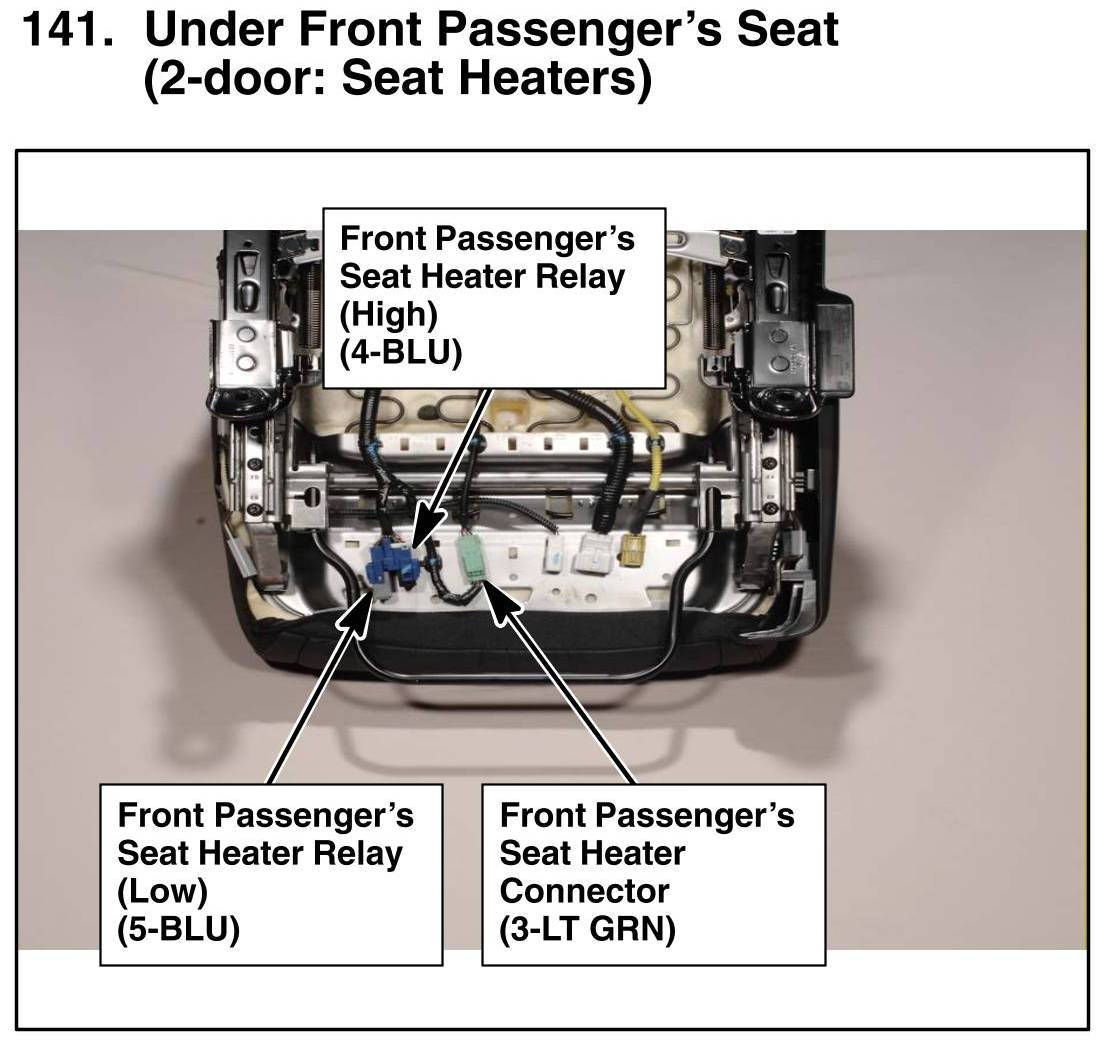 141. Under Front Passenger’s Seat
(2-door: Seat Heaters)
Front Passenger’s
Seat Heater Relay
(High)
(4-BLU)
Front Passenger’s
Seat Heater Relay
(Low)
(5-BLU)
Front Passenger’s
Seat Heater
Connector
(3-LT GRN)